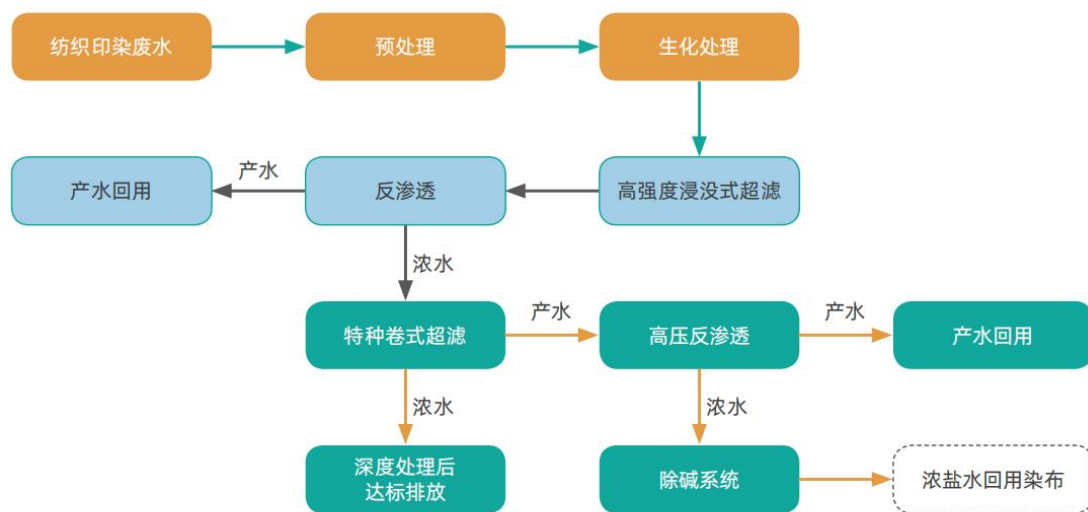 纺织印染废水
预处理
生化处理
产水回用
产水
反渗透
高强度浸没式超滤
浓水
特种卷式超滤
产水
高压反渗透
产水
产水回用
浓水
浓水
深度处理后
达标排放
除碱系统
浓盐水回用染布